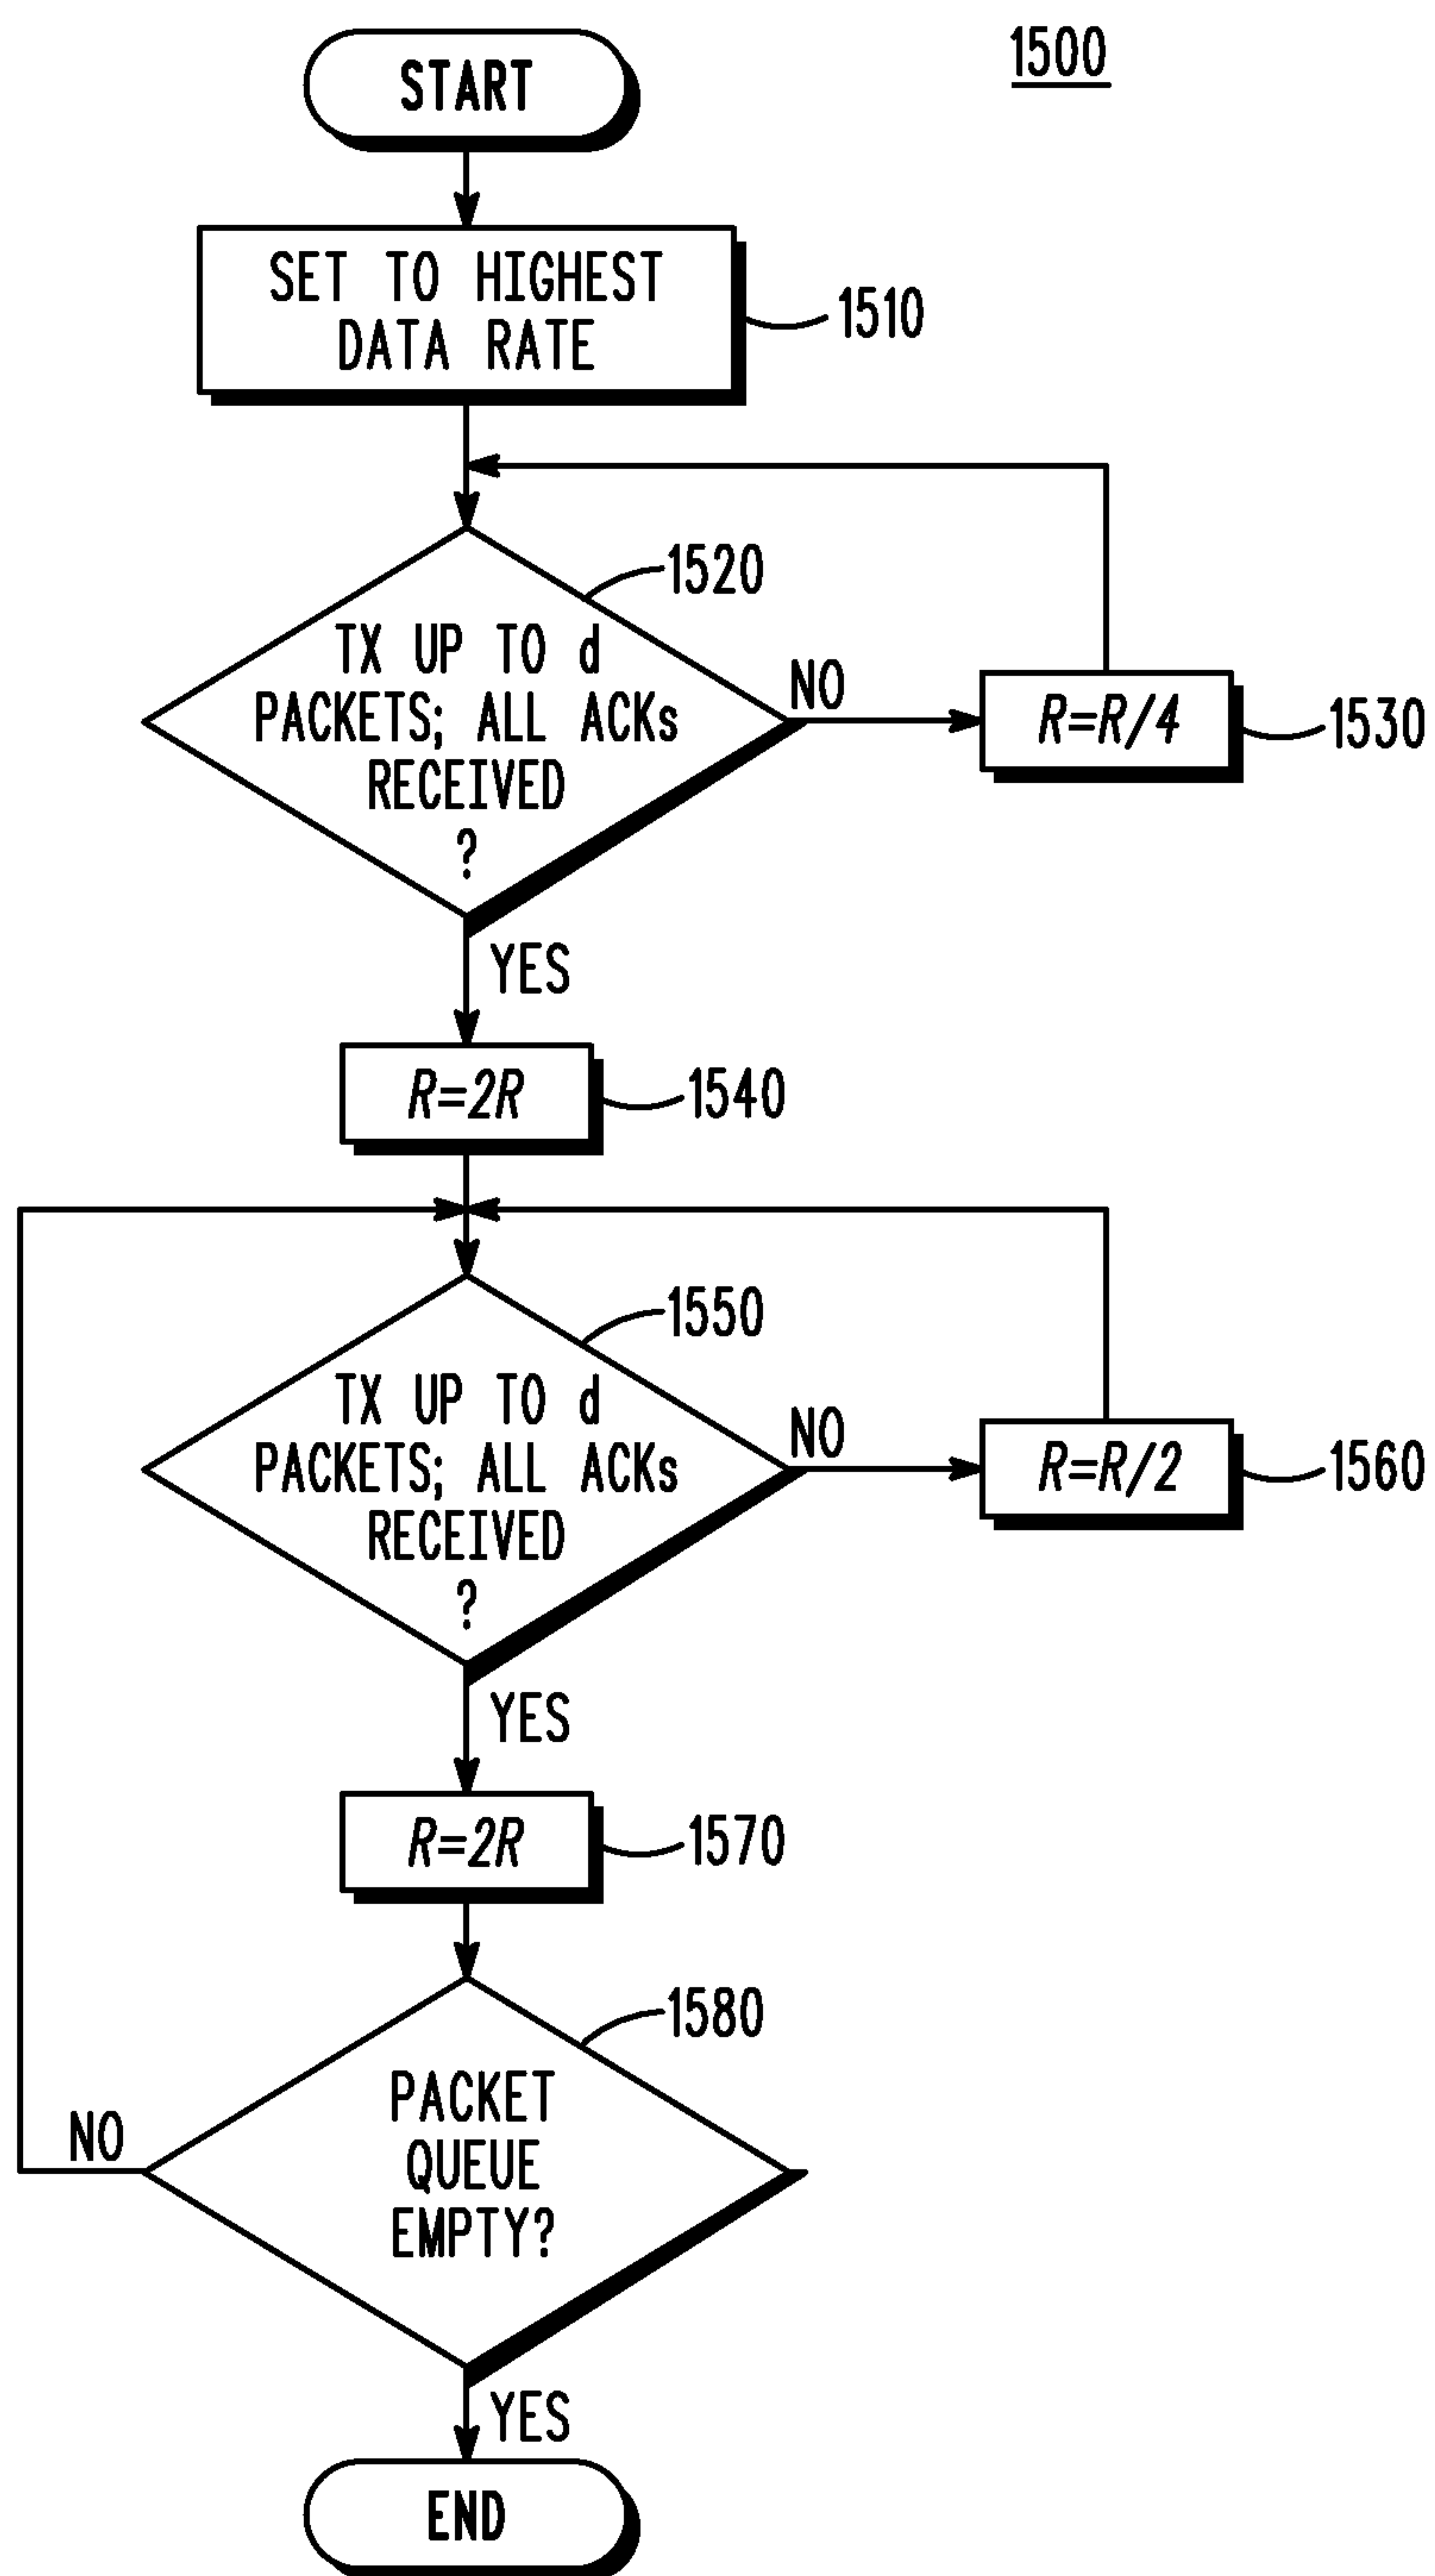 1500
START
SET TO HIGHEST
DATA RATE
1510
1520
TX UP TO d
PACKETS; ALL ACKs
RECEIVED
?
NO
R=R/4
1530
YES
R=2R
1540
1550
TX UP TO d
PACKETS; ALL ACKs
RECEIVED
?
NO
R=R/2
1560
YES
R=2R
1570
1580
PACKET
QUEUE
EMPTY?
NO
YES
END